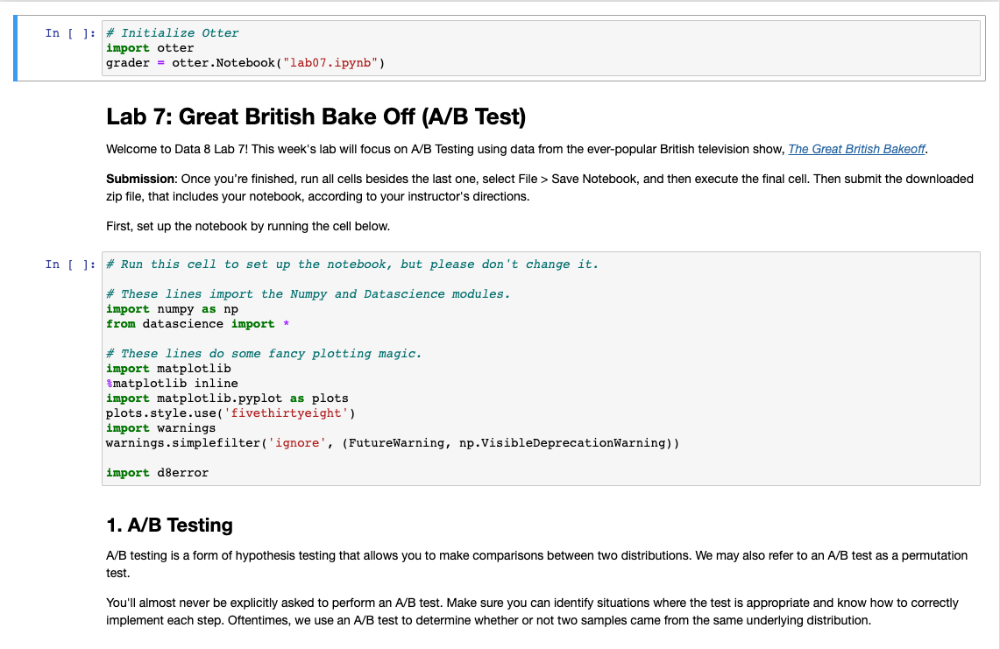 In [ ]: # Initialize Otter
import otter
grader = otter.Notebook("lab07.ipynb")
Lab 7: Great British Bake Off (A/B Test)
Welcome to Data 8 Lab 7! This week's lab will focus on A/B Testing using data from the ever-popular British television show, The Great British Bakeoff.
Submission: Once you’re finished, run all cells besides the last one, select File > Save Notebook, and then execute the final cell. Then submit the downloaded
zip file, that includes your notebook, according to your instructor's directions.
First, set up the notebook by running the cell below.
In [ ]: # Run this cell to set up the notebook, but please don't change it.
# These lines import the Numpy and Datascience modules.
import numpy as np
from datascience import *
# These lines do some fancy plotting magic.
import matplotlib
%matplotlib inline
import matplotlib.pyplot as plots
plots.style.use('fivethirtyeight')
import warnings
warnings.simplefilter('ignore', (FutureWarning, np.VisibleDeprecationWarning))
import d8error
1. A/B Testing
A/B testing is a form of hypothesis testing that allows you to make comparisons between two distributions. We may also refer to an A/B test as a permutation
test.
You'll almost never be explicitly asked to perform an A/B test. Make sure you can identify situations where the test is appropriate and know how to correctly
implement each step. Oftentimes, we use an A/B test to determine whether or not two samples came from the same underlying distribution.